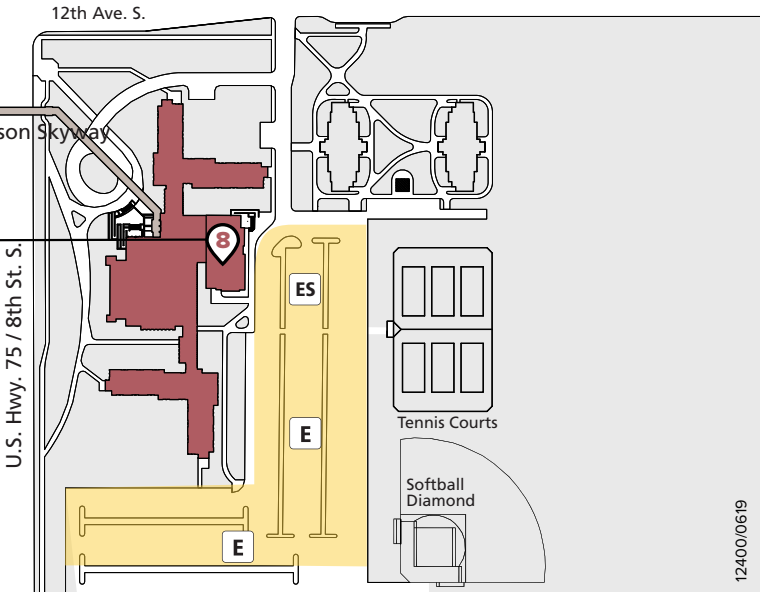 12th Ave. S.
son Skyway
8
ES
U.S. Hwy. 75 / 8th St. S.
E
Tennis Courts
Softball
Diamond
E
12400/0619